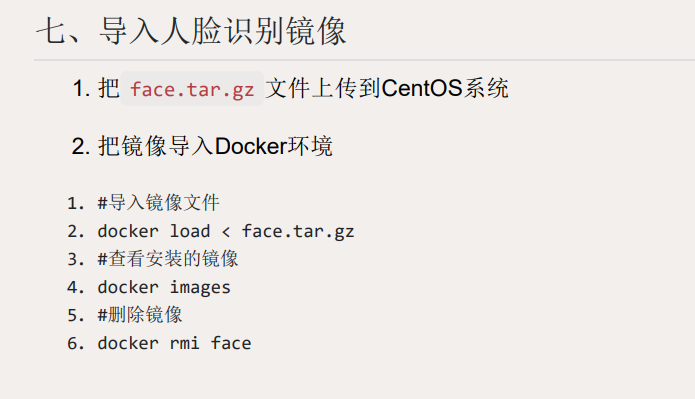 七、导入人脸识别镜像
1. 把 face.tar.gz 文件上传到CentOS系统
2. 把镜像导入Docker环境
1. #导入镜像文件
2. docker load < face.tar.gz
3. #查看安装的镜像
4. docker images
5. #删除镜像
6. docker rmi face